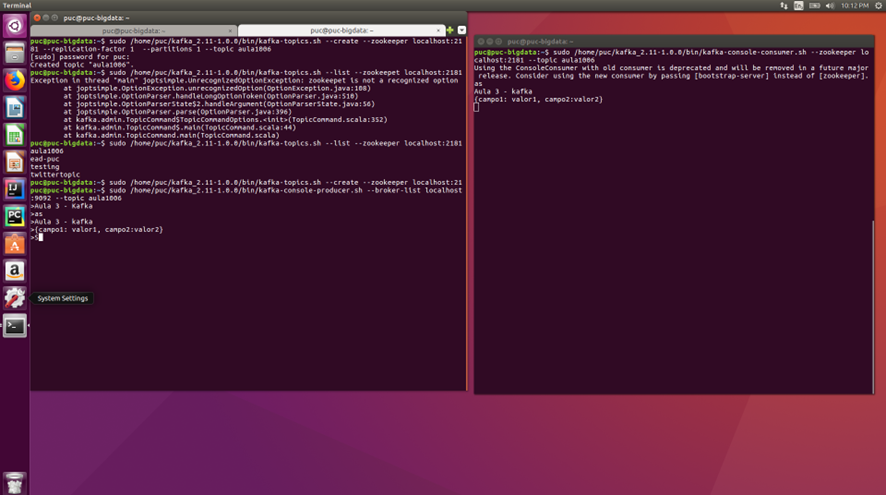 Terminal
10:12 PM
puc@puc-bigdata: ~
puc@puc-bigdata: ~
puc@puc-bigdata: ~
puc@puc-bigdata:~$ sudo /home/puc/kafka_2.11-1.0.0/bin/kafka-topics.sh --create --zookeeper localhost:21
81 --replication-factor 1  --partitions 1 --topic aula1006
[sudo] password for puc:
Created topic "aula1006".
puc@puc-bigdata:~$ sudo /home/puc/kafka_2.11-1.0.0/bin/kafka-topics.sh --list --zookeeper localhost:2181
Exception in thread "main" joptsimple.UnrecognizedOptionException: zookeeper is not a recognized option
at joptsimple.OptionException.unrecognizedOption(OptionException.java:108)
at joptsimple.OptionParser.handleLongOptionToken(OptionParser.java:510)
at joptsimple.OptionParserState$2.handleArgument(OptionParserState.java:56)
at joptsimple.OptionParser.parse(OptionParser.java:396)
at kafka.admin.TopicCommand$TopicCommandOptions.<init>(TopicCommand.scala:352)
at kafka.admin.TopicCommand$.main(TopicCommand.scala:44)
at kafka.admin.TopicCommand.main(TopicCommand.scala)
puc@puc-bigdata:~$ sudo /home/puc/kafka_2.11-1.0.0/bin/kafka-topics.sh --list --zookeeper localhost:2181
aula1006
ead-puc
testing
twittertopic
puc@puc-bigdata:~$ sudo /home/puc/kafka_2.11-1.0.0/bin/kafka-topics.sh --create --zookeeper localhost:21
puc@puc-bigdata:~$ sudo /home/puc/kafka_2.11-1.0.0/bin/kafka-console-producer.sh --broker-list localhost
:9092 --topic aula1006
>Aula 3 - Kafka
>as
>Aula 3 - kafka
>{campo1: valor1, campo2:valor2}
>S
System Settings
puc@puc-bigdata: ~
puc@puc-bigdata:~$ sudo /home/puc/kafka_2.11-1.0.0/bin/kafka-console-consumer.sh --zookeeper lo
calhost:2181 --topic aula1006
Using the ConsoleConsumer with old consumer is deprecated and will be removed in a future major
release. Consider using the new consumer by passing [bootstrap-server] instead of [zookeeper].
as
Aula 3 - kafka
{campo1: valor1, campo2:valor2}